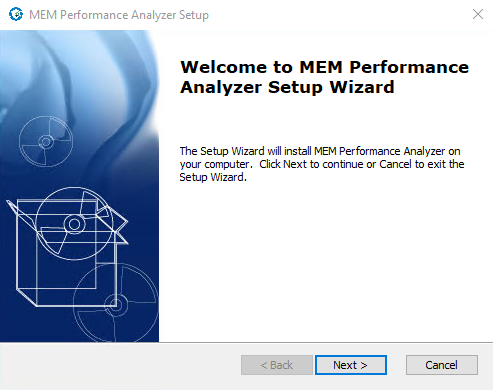 MEM Performance Analyzer Setup
Welcome to MEM Performance
Analyzer Setup Wizard
The Setup Wizard will install MEM Performance Analyzer on
your computer.  Click Next to continue or Cancel to exit the
Setup Wizard.
< Back
Next >
Cancel